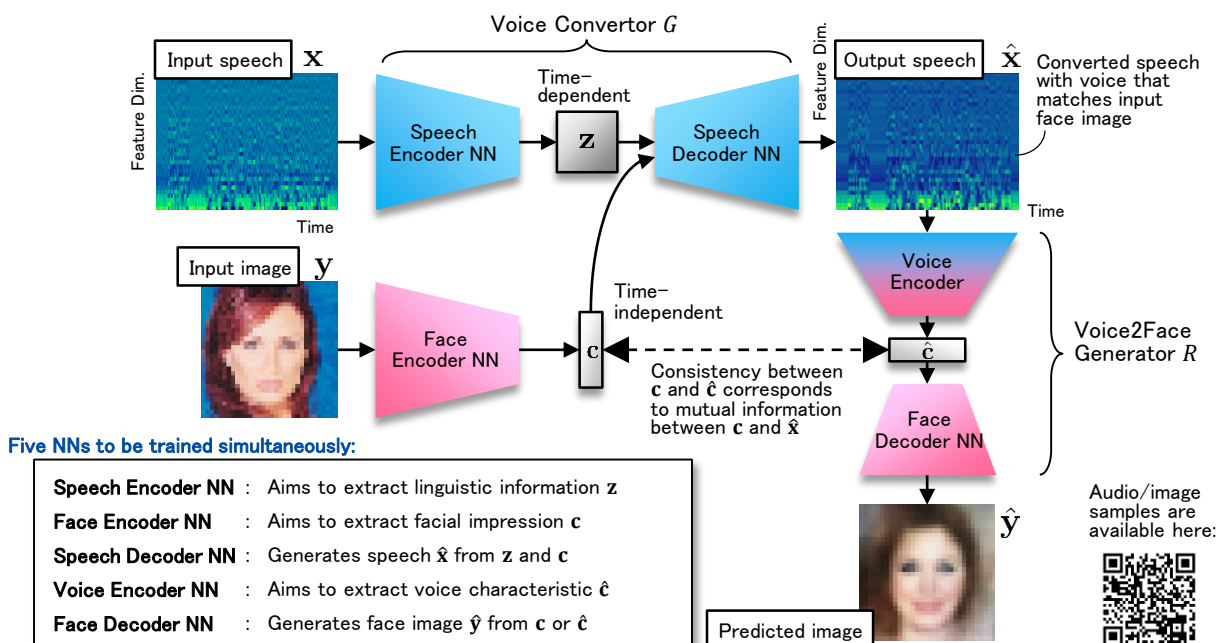 Voice Convertor G
Input speech x
Feature Dim.
Time
Speech
Encoder NN
Time-
dependent
z
Speech
Decoder NN
Feature Dim.
Output speech x̂
Time
Converted speech
with voice that
matches input
face image
Input image y
Face
Encoder NN
Time-
independent
c
Consistency between
c and ĉ corresponds
to mutual information
between c and x̂
Voice
Encoder
ĉ
Face
Decoder NN
Voice2Face
Generator R
ŷ
Predicted image
Audio/image
samples are
available here:
Five NNs to be trained simultaneously:
Speech Encoder NN : Aims to extract linguistic information z
Face Encoder NN : Aims to extract facial impression c
Speech Decoder NN : Generates speech x̂ from z and c
Voice Encoder NN : Aims to extract voice characteristic ĉ
Face Decoder NN : Generates face image ŷ from c or ĉ